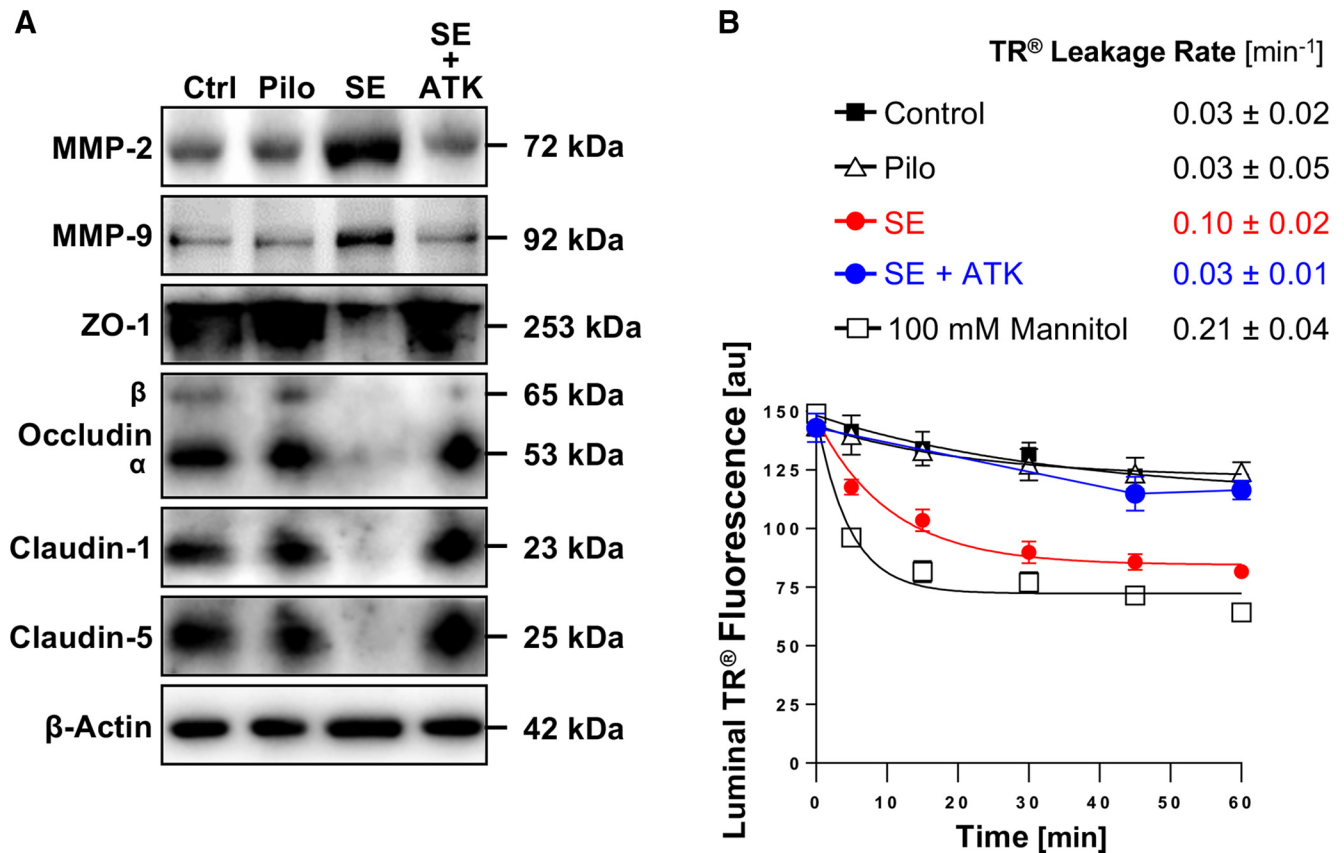 A
SE
+
Ctrl Pilo SE ATK
MMP-2 72 kDa
MMP-9 92 kDa
ZO-1 253 kDa
β 65 kDa
Occludin
α 53 kDa
Claudin-1 23 kDa
Claudin-5 25 kDa
β-Actin 42 kDa
B
TR® Leakage Rate [min-1]
Control 0.03 ± 0.02
Pilo 0.03 ± 0.05
SE 0.10 ± 0.02
SE + ATK 0.03 ± 0.01
100 mM Mannitol 0.21 ± 0.04
Luminal TR® Fluorescence [au]
150
125
100
75
50
25
0
0 10 20 30 40 50 60
Time [min]